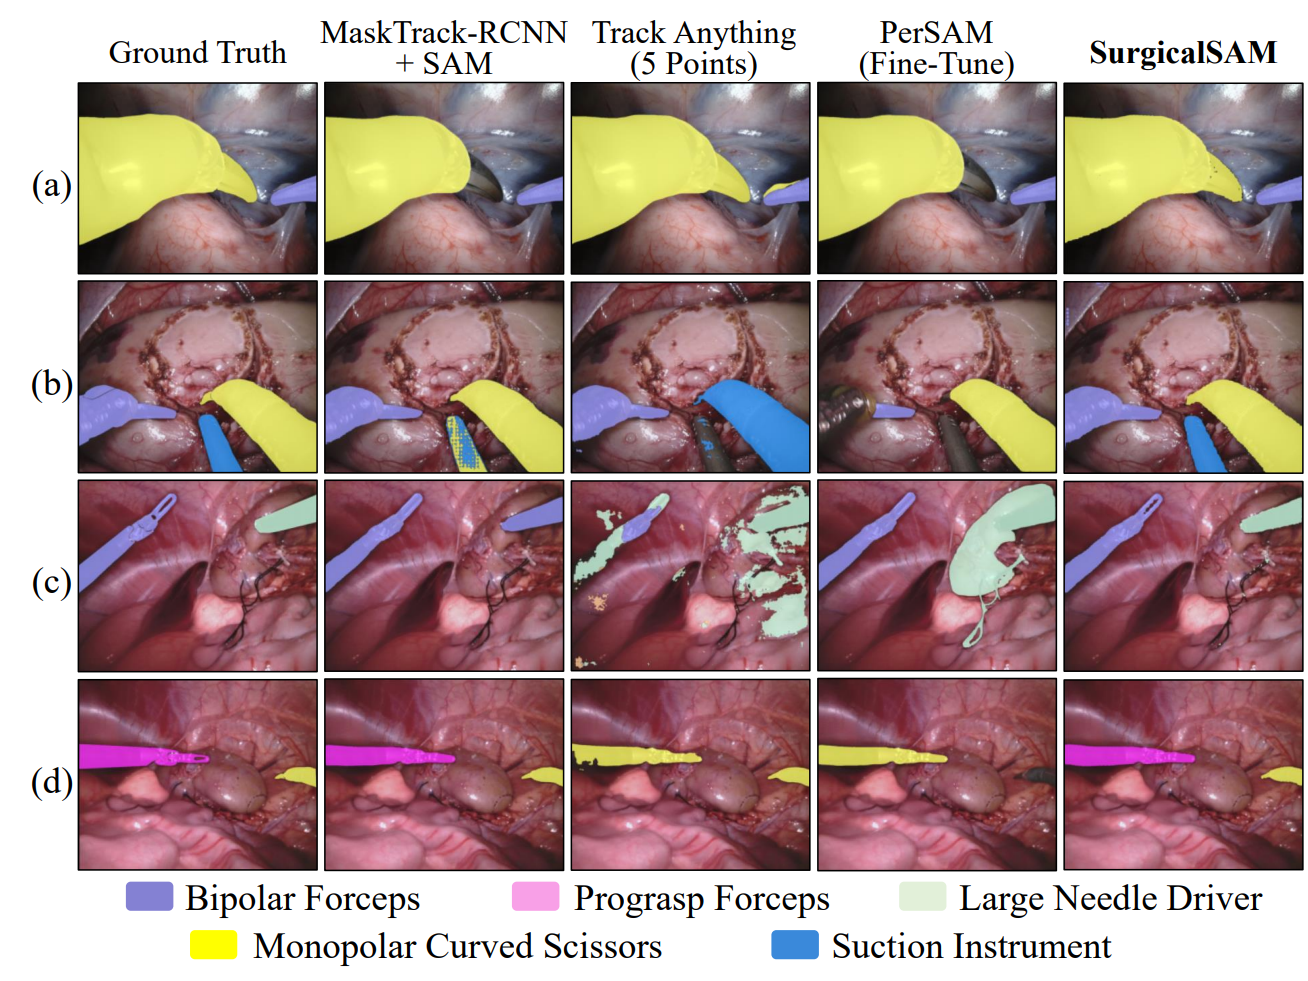 Ground Truth
MaskTrack-RCNN
+ SAM
Track Anything
(5 Points)
PerSAM
(Fine-Tune)
SurgicalSAM
(a)
(b)
(c)
(d)
Bipolar Forceps
Prograsp Forceps
Large Needle Driver
Monopolar Curved Scissors
Suction Instrument